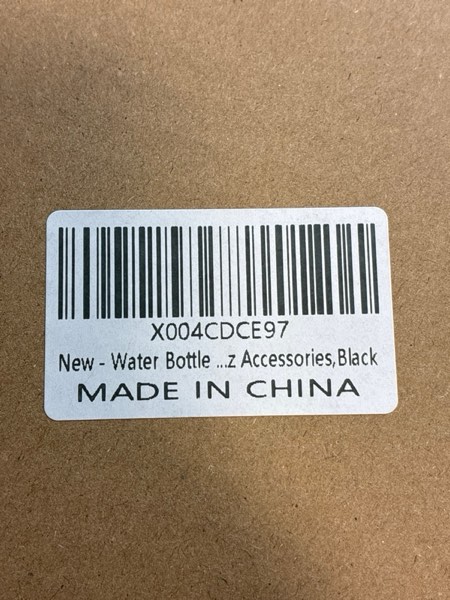 X004CDCE97
New - Water Bottle ...z Accessories,Black
MADE IN CHINA